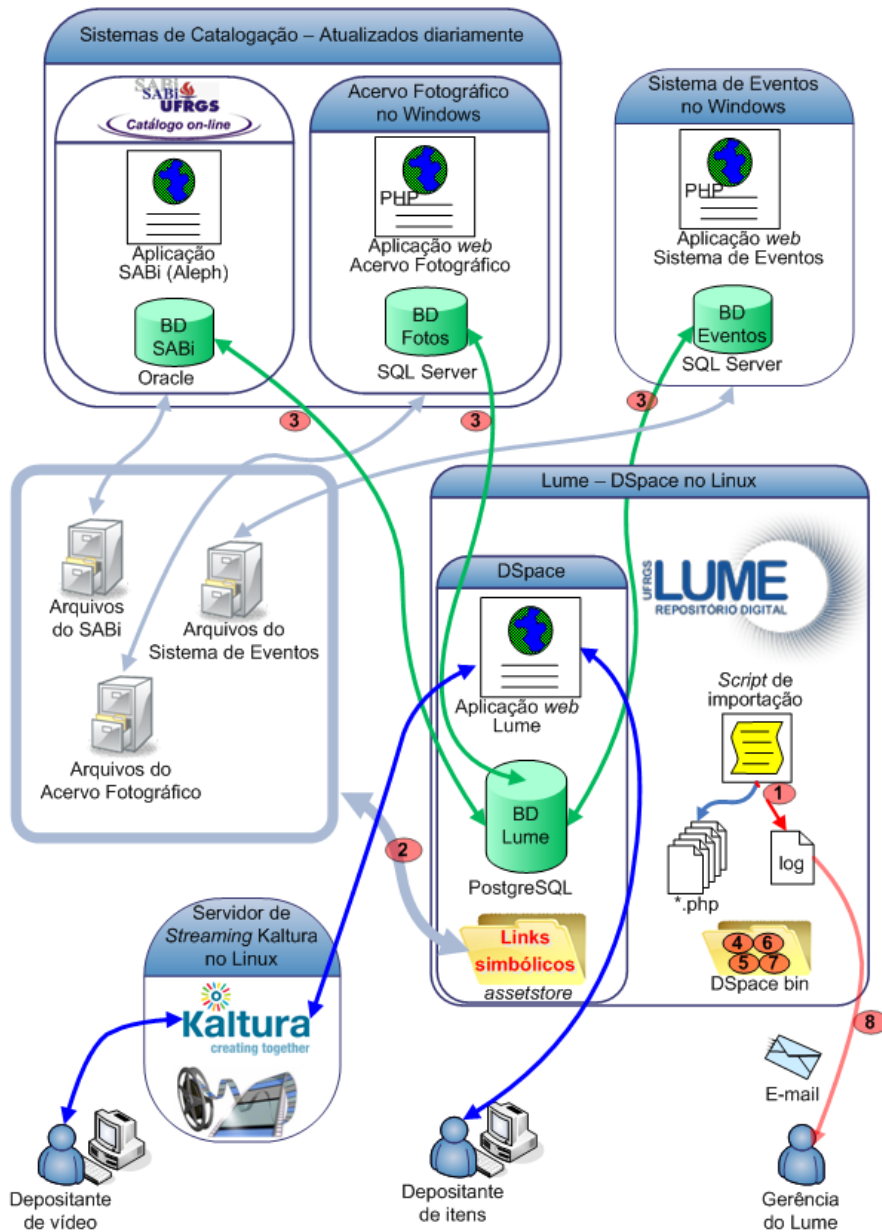 Sistemas de Catalogação – Atualizados diariamente
SABi
SABi
UFRGS
Catálogo on-line
Aplicação
SABi (Aleph)
BD
SABi
Oracle
Acervo Fotográfico
no Windows
PHP
Aplicação web
Acervo Fotográfico
BD
Fotos
SQL Server
Sistema de Eventos
no Windows
PHP
Aplicação web
Sistema de Eventos
BD
Eventos
SQL Server
3
3
3
Arquivos
do SABi
Arquivos do
Sistema de Eventos
Arquivos do
Acervo Fotográfico
Lume – DSpace no Linux
DSpace
Aplicação web
Lume
BD
Lume
PostgreSQL
Links
simbólicos
assetstore
UFRGS
LUME
REPOSITÓRIO DIGITAL
Script de
importação
1
*.php
log
4 6
5 7
DSpace bin
2
8
Servidor de
Streaming Kaltura
no Linux
Kaltura
creating together
E-mail
Depositante
de vídeo
Depositante
de itens
Gerência
do Lume